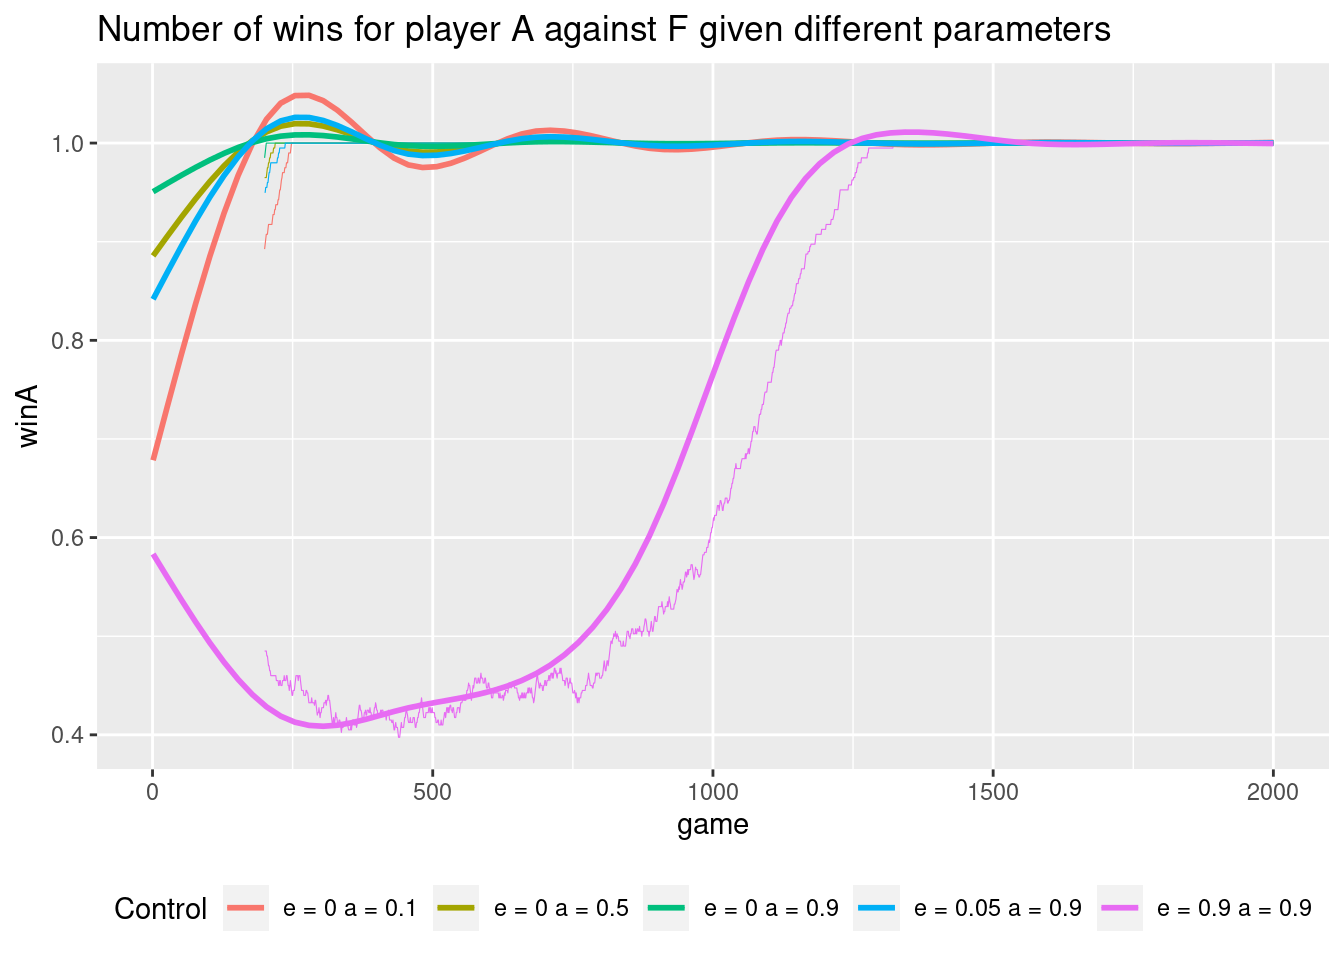 Number of wins for player A against F given different parameters
1.0
0.8
0.6
0.4
winA
0 500 1000 1500 2000
game
Control e = 0 a = 0.1 e = 0 a = 0.5 e = 0 a = 0.9 e = 0.05 a = 0.9 e = 0.9 a = 0.9